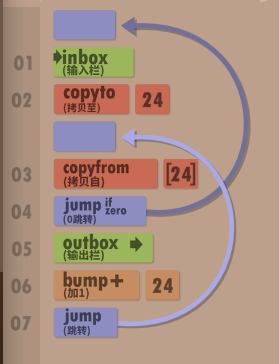 01 inbox
(输入栏)
02 copyto 24
(拷贝至)
03 copyfrom [24]
(拷贝自)
04 jump if zero
(0跳转)
05 outbox
(输出栏)
06 bump+ 24
(加1)
07 jump
(跳转)